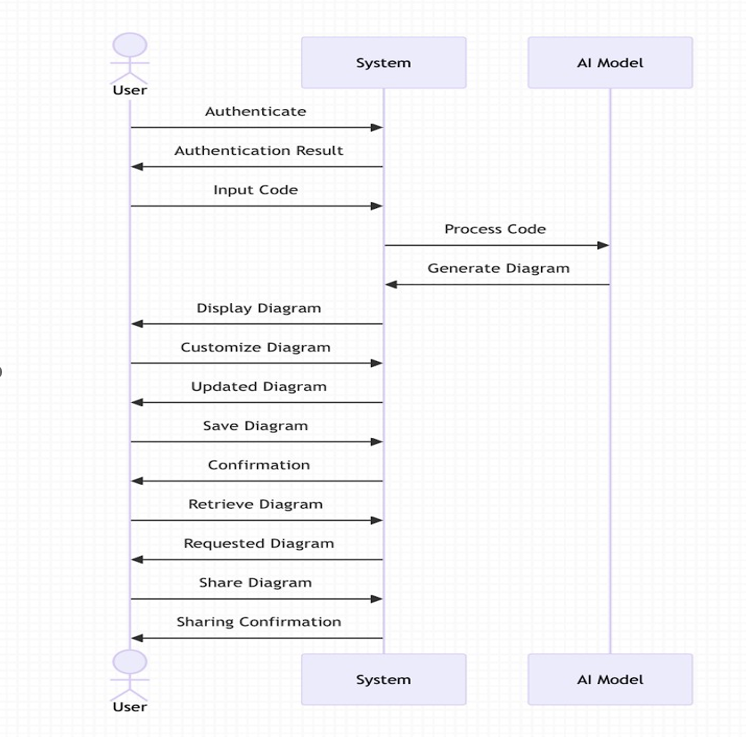 User
System
AI Model
Authenticate
Authentication Result
Input Code
Process Code
Generate Diagram
Display Diagram
Customize Diagram
Updated Diagram
Save Diagram
Confirmation
Retrieve Diagram
Requested Diagram
Share Diagram
Sharing Confirmation
User
System
AI Model